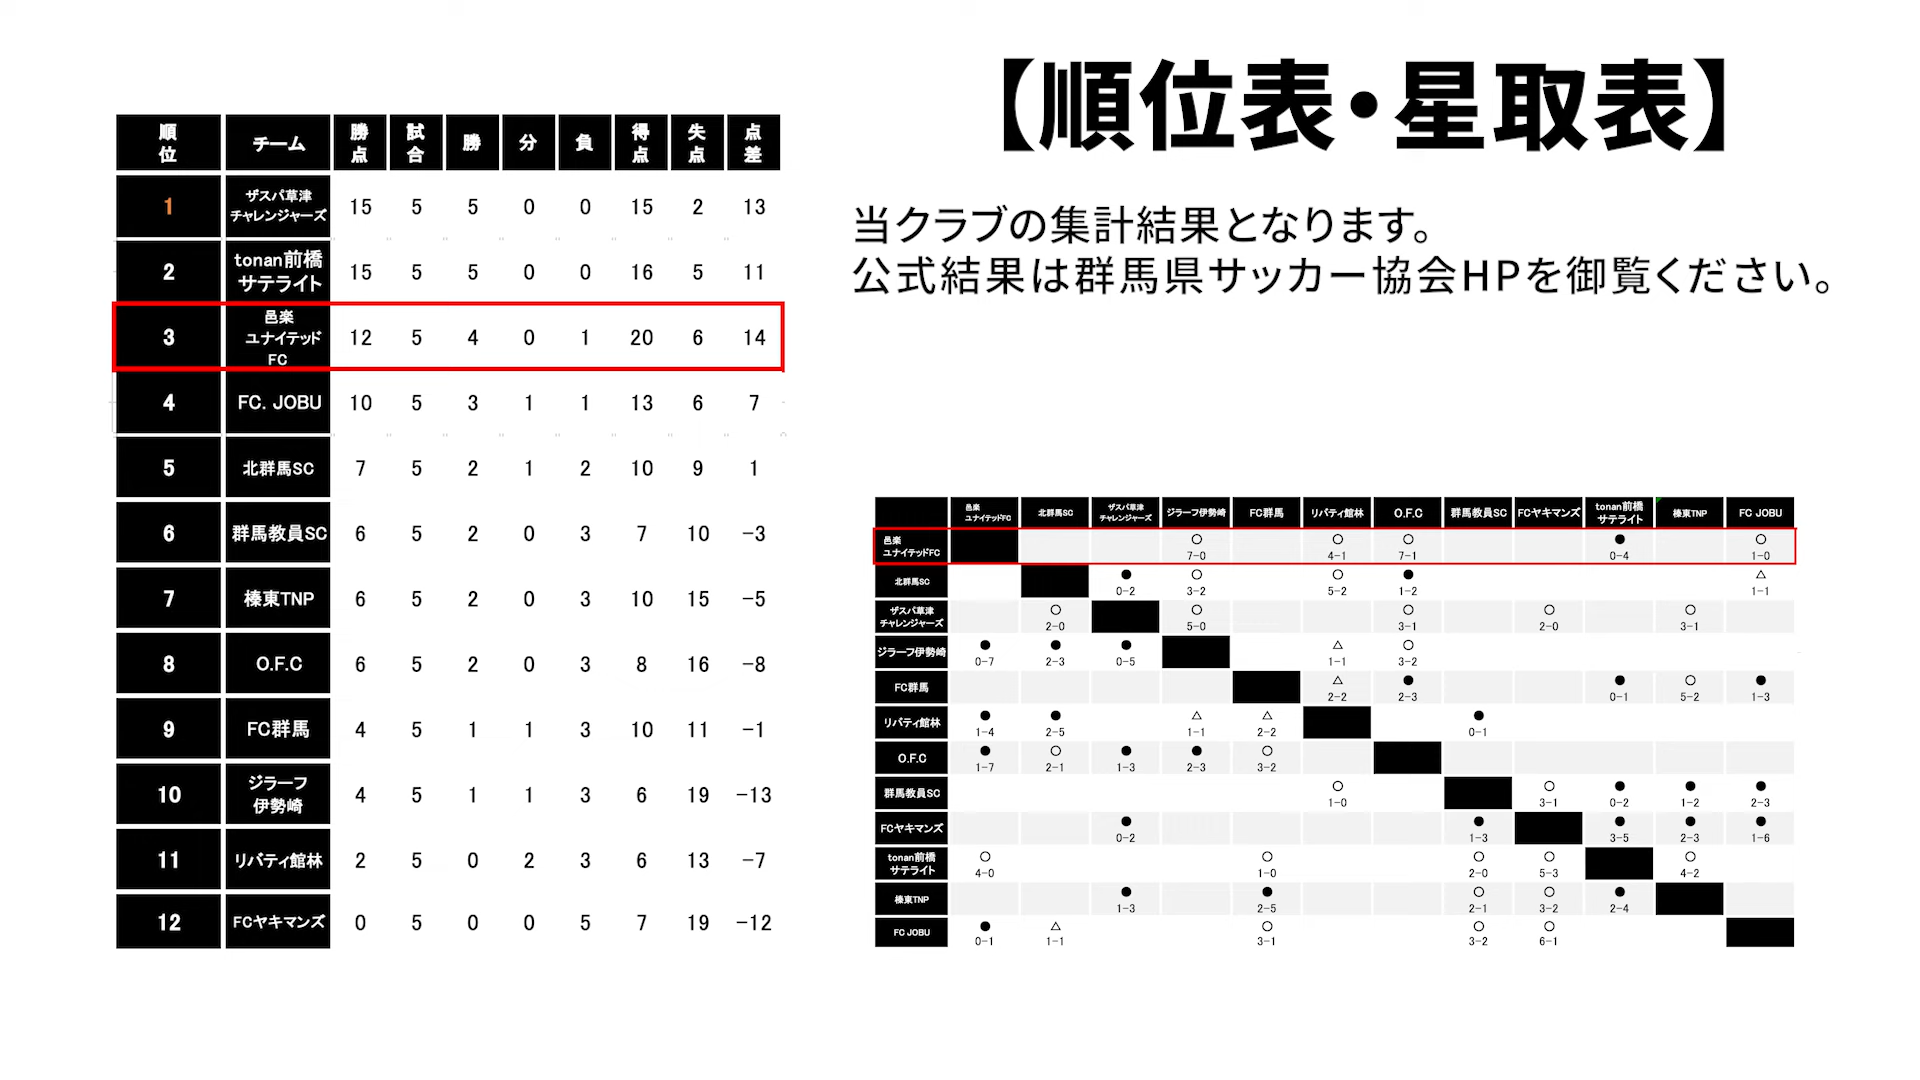 【順位表・星取表】
当クラブの集計結果となります。
公式結果は群馬県サッカー協会HPを御覧ください。
順位 チーム 勝点 試合 勝 分 負 得点 失点 点差
1 ザスパ草津チャレンジャーズ 15 5 5 0 0 15 2 13
2 tonan前橋サテライト 15 5 5 0 0 16 5 11
3 邑楽ユナイテッドFC 12 5 4 0 1 20 6 14
4 FC. JOBU 10 5 3 1 1 13 6 7
5 北群馬SC 7 5 2 1 2 10 9 1
6 群馬教員SC 6 5 2 0 3 7 10 −3
7 榛東TNP 6 5 2 0 3 10 15 −5
8 O.F.C 6 5 2 0 3 8 16 −8
9 FC群馬 4 5 1 1 3 10 11 −1
10 ジラーフ伊勢崎 4 5 1 1 3 6 19 −13
11 リバティ館林 2 5 0 2 3 6 13 −7
12 FCヤキマンズ 0 5 0 0 5 7 19 −12
邑楽ユナイテッドFC 北群馬SC ザスパ草津チャレンジャーズ ジラーフ伊勢崎 FC群馬 リバティ館林 O.F.C 群馬教員SC FCヤキマンズ tonan前橋サテライト 榛東TNP FC JOBU
邑楽ユナイテッドFC ○ 7−0 ○ 4−1 ○ 7−1 ● 0−4 ○ 1−0
北群馬SC ● 0−2 ○ 3−2 ○ 5−2 ● 1−2 △ 1−1
ザスパ草津チャレンジャーズ ○ 2−0 ○ 5−0 ○ 3−1 ○ 2−0 ○ 3−1
ジラーフ伊勢崎 ● 0−7 ● 2−3 ● 0−5 △ 1−1 ○ 3−2
FC群馬 △ 2−2 ● 2−3 ● 0−1 ○ 5−2 ● 1−3
リバティ館林 ● 1−4 ● 2−5 △ 1−1 △ 2−2 ● 0−1
O.F.C ● 1−7 ○ 2−1 ● 1−3 ● 2−3 ○ 3−2
群馬教員SC ○ 1−0 ○ 3−1 ● 0−2 ● 1−2 ● 2−3
FCヤキマンズ ● 0−2 ● 1−3 ● 3−5 ● 2−3 ● 1−6
tonan前橋サテライト ○ 4−0 ○ 1−0 ○ 2−0 ○ 5−3 ○ 4−2
榛東TNP ● 1−3 ● 2−5 ○ 2−1 ○ 3−2 ● 2−4
FC JOBU ● 0−1 △ 1−1 ○ 3−1 ○ 3−2 ○ 6−1